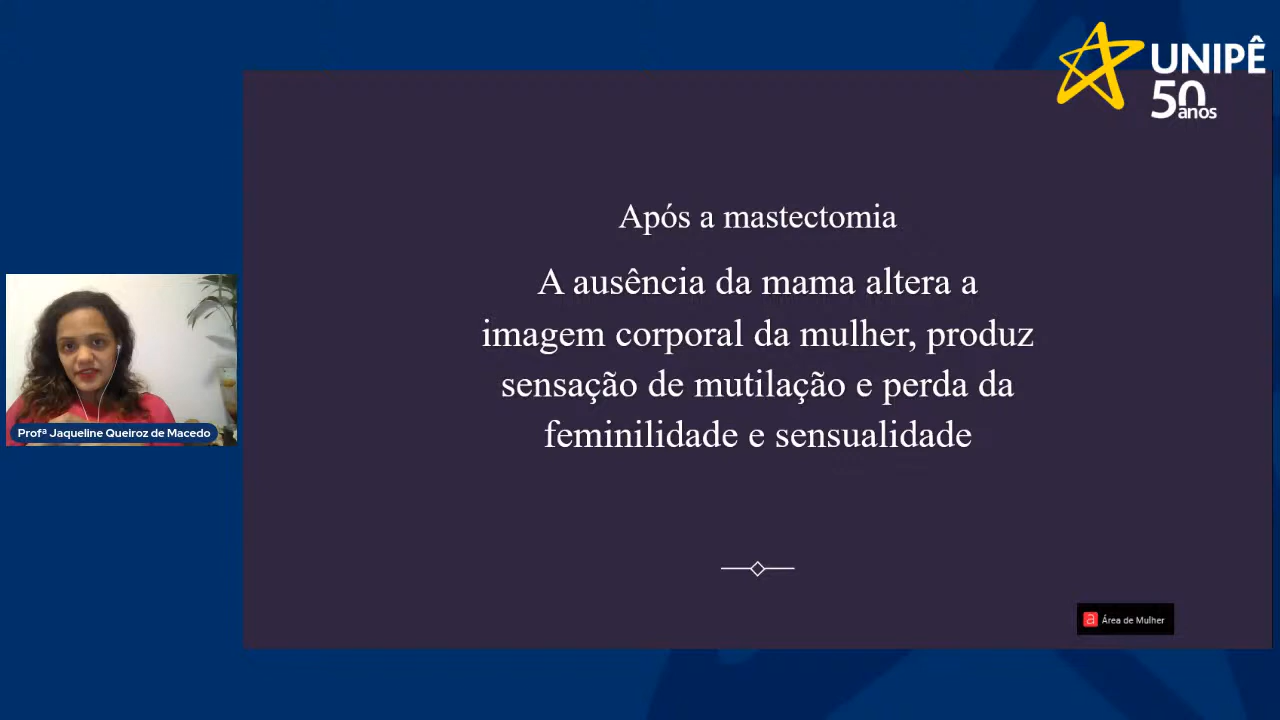 UNIPÊ
50
anos
Após a mastectomia
A ausência da mama altera a
imagem corporal da mulher, produz
sensação de mutilação e perda da
feminilidade e sensualidade
Profª Jaqueline Queiroz de Macedo
a Área de Mulher